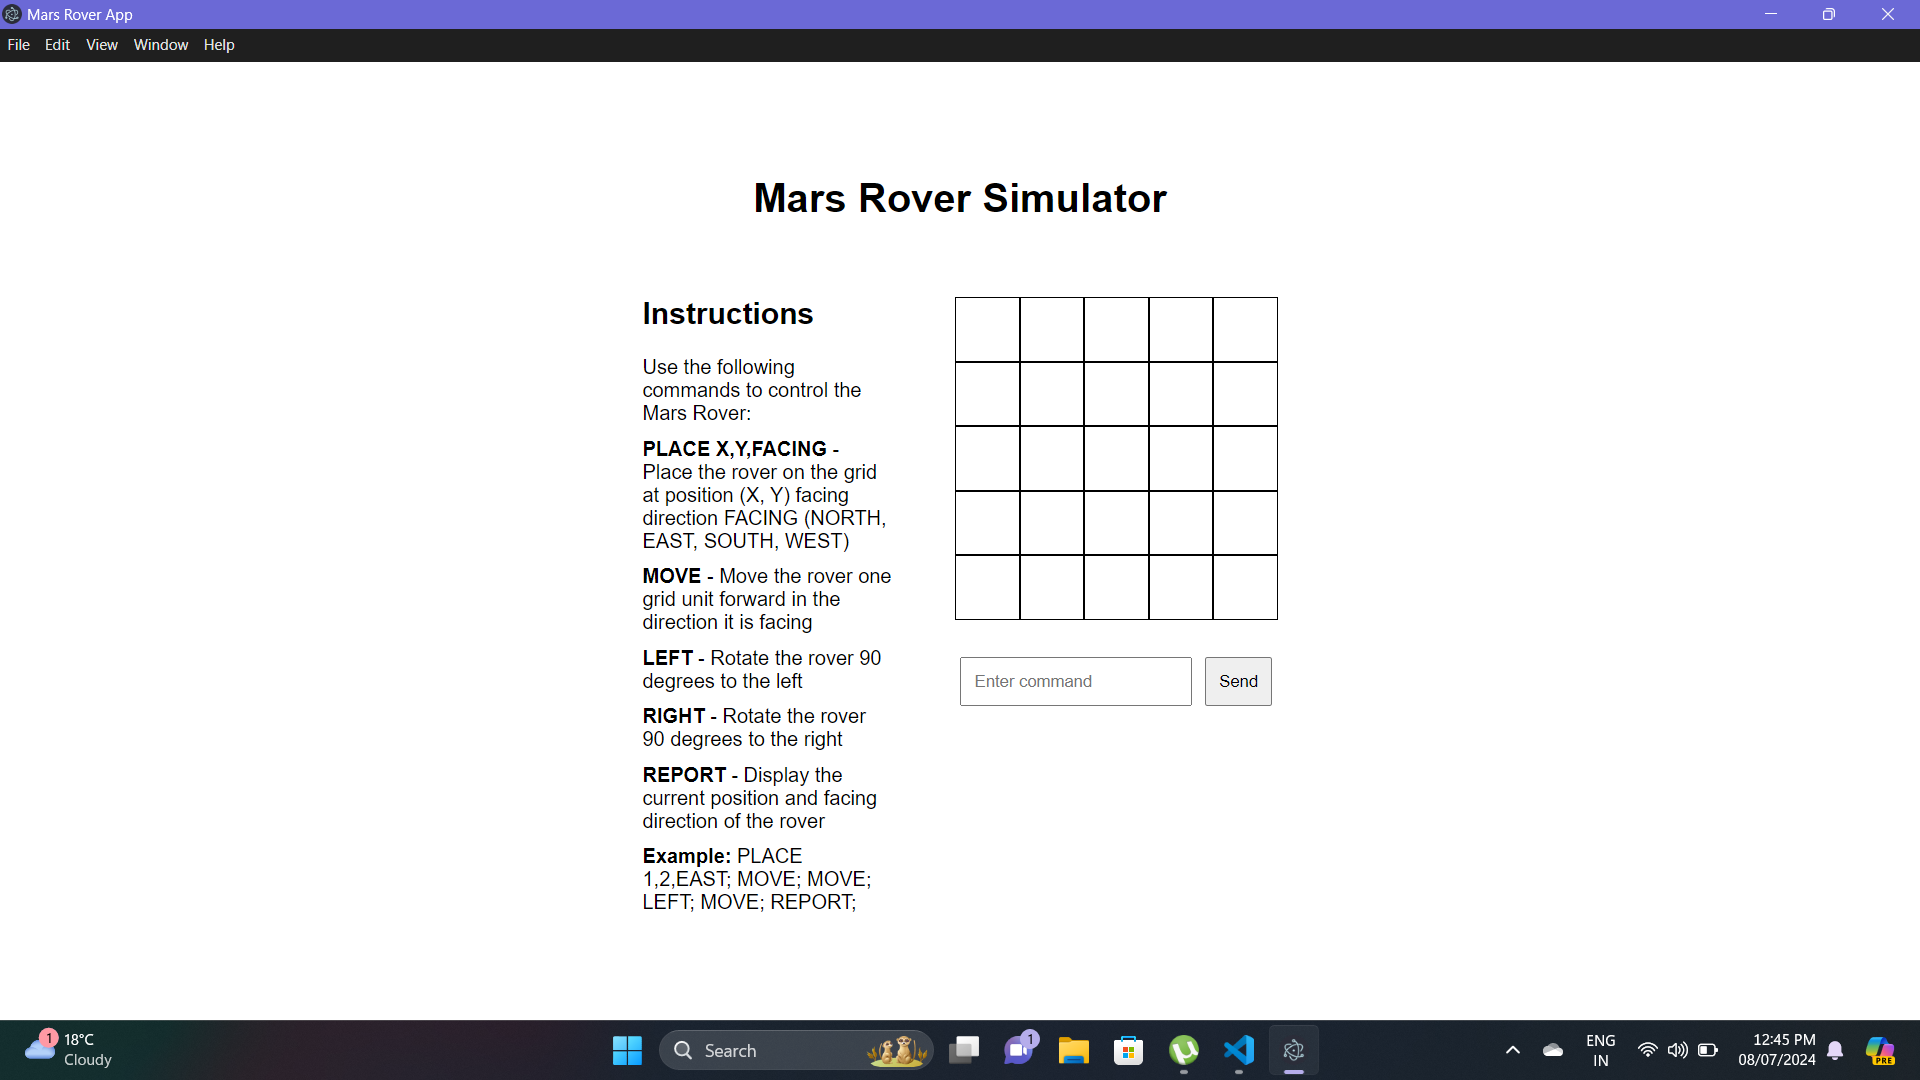 Mars Rover App
File Edit View Window Help
Mars Rover Simulator
Instructions
Use the following
commands to control the
Mars Rover:
PLACE X,Y,FACING -
Place the rover on the grid
at position (X, Y) facing
direction FACING (NORTH,
EAST, SOUTH, WEST)
MOVE - Move the rover one
grid unit forward in the
direction it is facing
LEFT - Rotate the rover 90
degrees to the left
RIGHT - Rotate the rover
90 degrees to the right
REPORT - Display the
current position and facing
direction of the rover
Example: PLACE
1,2,EAST; MOVE; MOVE;
LEFT; MOVE; REPORT;
Enter command
Send
1
18°C
Cloudy
Search
1
ENG
IN
12:45 PM
08/07/2024
PRE